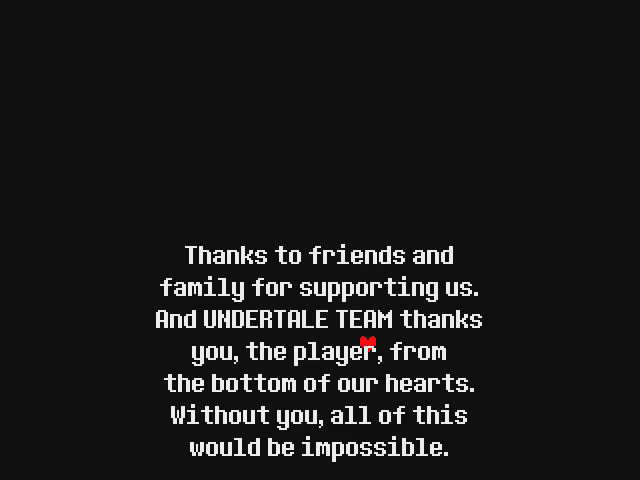 Thanks to friends and
family for supporting us.
And UNDERTALE TEAM thanks
you, the player, from
the bottom of our hearts.
Without you, all of this
would be impossible.